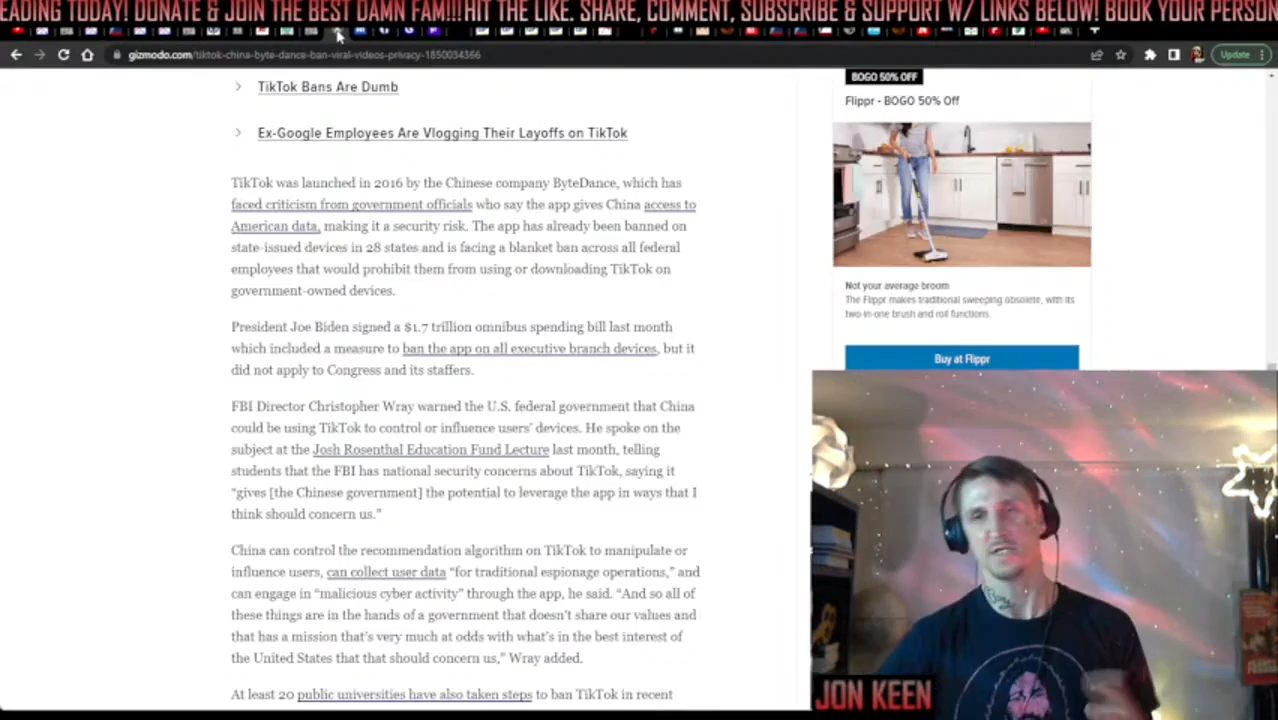 EADING TODAY! DONATE & JOIN THE BEST DAMN FAM!!!HIT THE LIKE. SHARE, COMMENT, SUBSCRIBE & SUPPORT W/ LINKS BELOW! BOOK YOUR PERSON
gizmodo.com/tiktok-china-byte-dance-ban-viral-videos-privacy-1850034366
Update
TikTok Bans Are Dumb
Ex-Google Employees Are Vlogging Their Layoffs on TikTok
TikTok was launched in 2016 by the Chinese company ByteDance, which has
faced criticism from government officials who say the app gives China access to
American data, making it a security risk. The app has already been banned on
state-issued devices in 28 states and is facing a blanket ban across all federal
employees that would prohibit them from using or downloading TikTok on
government-owned devices.
President Joe Biden signed a $1.7 trillion omnibus spending bill last month
which included a measure to ban the app on all executive branch devices, but it
did not apply to Congress and its staffers.
FBI Director Christopher Wray warned the U.S. federal government that China
could be using TikTok to control or influence users' devices. He spoke on the
subject at the Josh Rosenthal Education Fund Lecture last month, telling
students that the FBI has national security concerns about TikTok, saying it
"gives [the Chinese government] the potential to leverage the app in ways that I
think should concern us."
China can control the recommendation algorithm on TikTok to manipulate or
influence users, can collect user data "for traditional espionage operations," and
can engage in "malicious cyber activity" through the app, he said. "And so all of
these things are in the hands of a government that doesn't share our values and
that has a mission that's very much at odds with what's in the best interest of
the United States that that should concern us," Wray added.
At least 20 public universities have also taken steps to ban TikTok in recent
BOGO 50% OFF
Flippr - BOGO 50% Off
Not your average broom
The Flippr makes traditional sweeping obsolete, with its
two-in-one brush and roll functions.
Buy at Flippr
JON KEEN